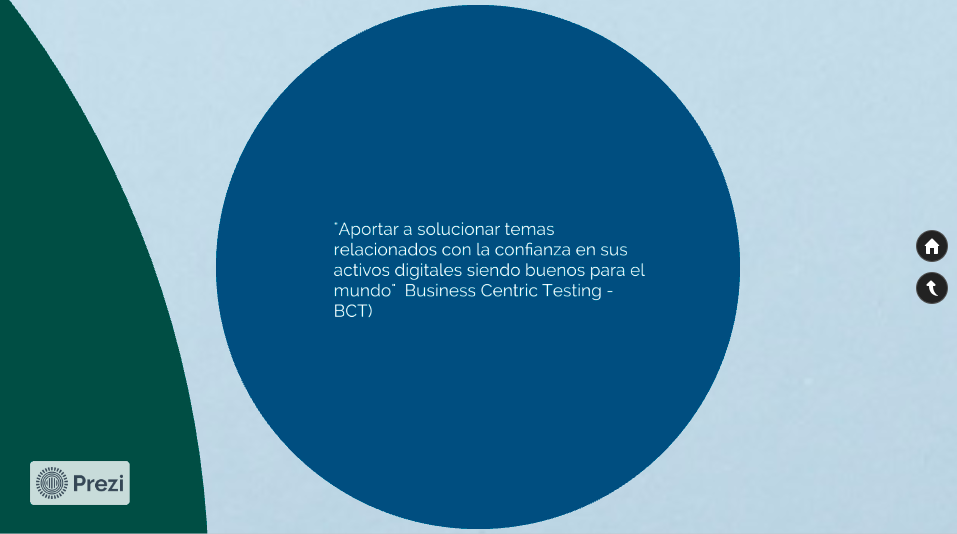 "Aportar a solucionar temas
relacionados con la confianza en sus
activos digitales siendo buenos para el
mundo"  Business Centric Testing -
BCT)
Prezi